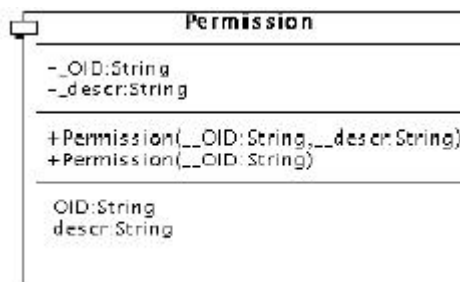 Permission
-_OID:String
-_descr:String
+Permission(__OID:String,__descr:String)
+Permission(__OID:String)
OID:String
descr:String